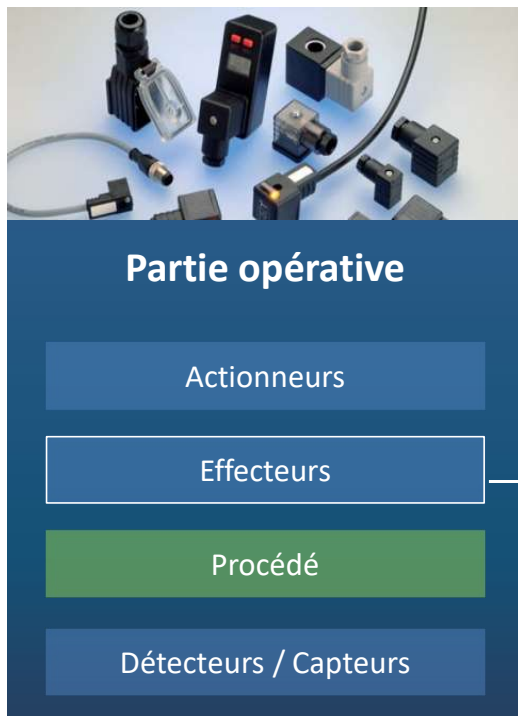 Partie opérative
Actionneurs
Effecteurs
Procédé
Détecteurs / Capteurs